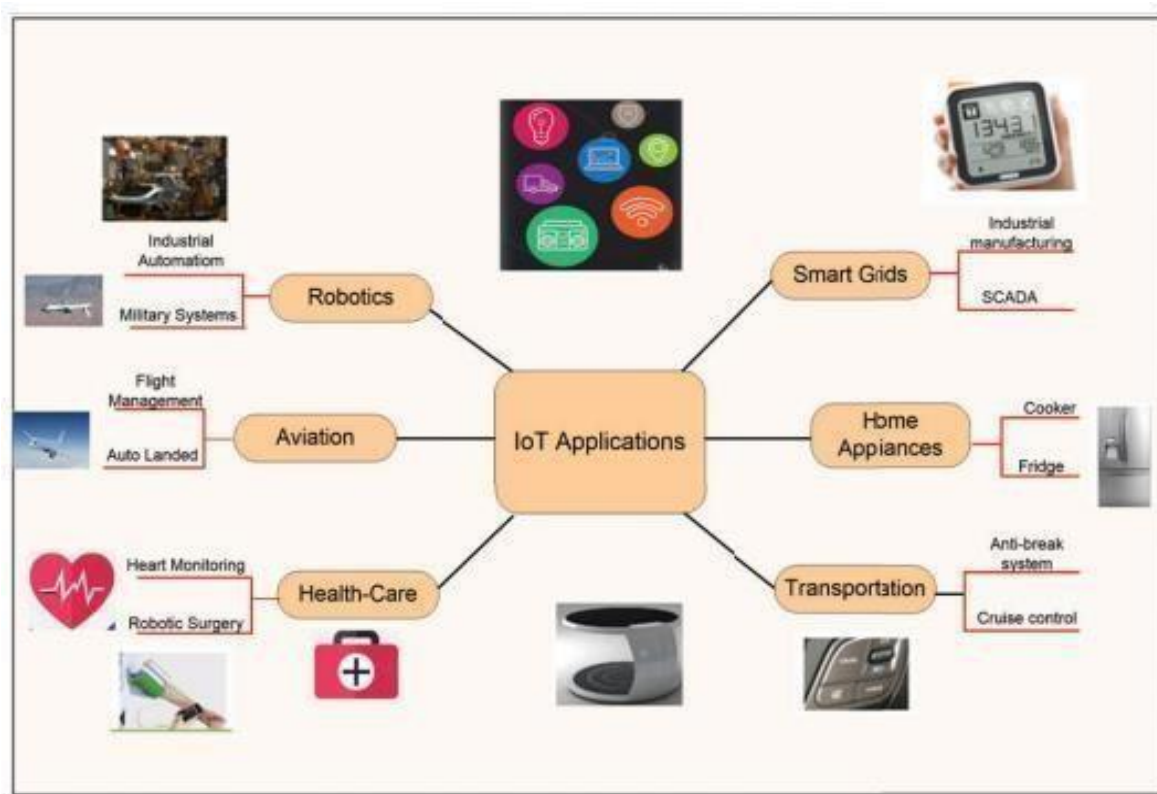 1343.1
Industrial
Automatiom
Military Systems
Robotics
Flight
Management
Auto Landed
Aviation
Heart Monitoring
Robotic Surgery
Health-Care
IoT Applications
Smart Grids
Industrial
manufacturing
SCADA
Home
Appiances
Cooker
Fridge
Transportation
Anti-break
system
Cruise control